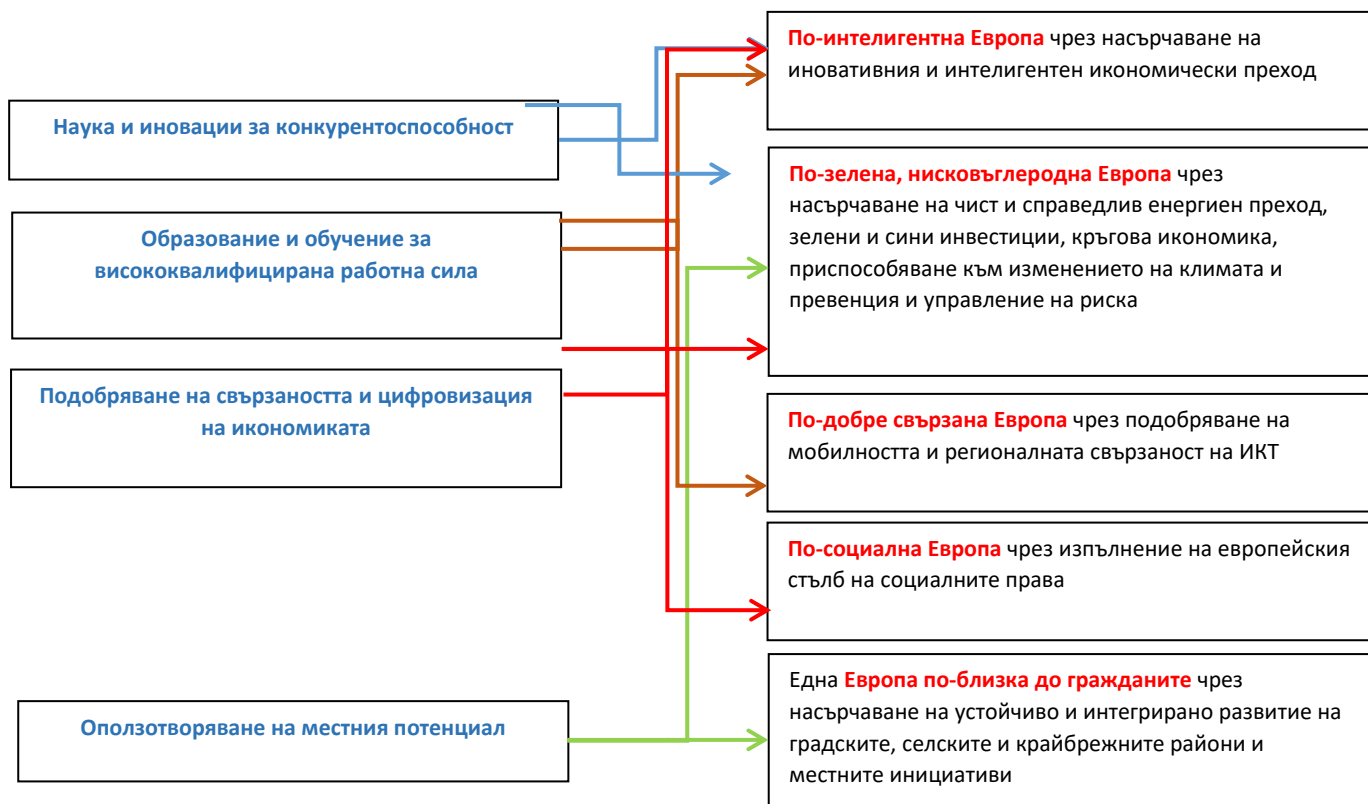 Наука и иновации за конкурентоспособност
Образование и обучение за
висококвалифицирана работна сила
Подобряване на свързаността и цифровизация
на икономиката
Оползотворяване на местния потенциал
По-интелигентна Европа чрез насърчаване на
иновативния и интелигентен икономически преход
По-зелена, нисковъглеродна Европа чрез
насърчаване на чист и справедлив енергиен преход,
зелени и сини инвестиции, кръгова икономика,
приспособяване към изменението на климата и
превенция и управление на риска
По-добре свързана Европа чрез подобряване на
мобилността и регионалната свързаност на ИКТ
По-социална Европа чрез изпълнение на европейския
стълб на социалните права
Една Европа по-близка до гражданите чрез
насърчаване на устойчиво и интегрирано развитие на
градските, селските и крайбрежните райони и
местните инициативи